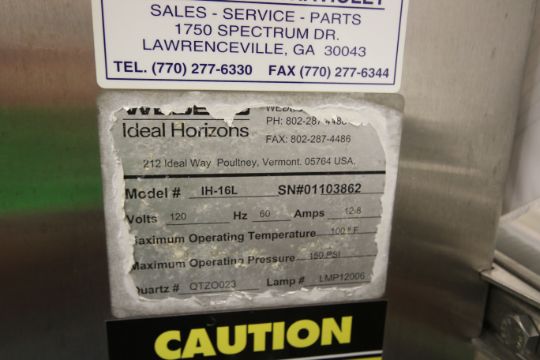 SALES - SERVICE - PARTS
1750 SPECTRUM DR.
LAWRENCEVILLE, GA 30043
TEL. (770) 277-6330 FAX (770) 277-6344
Ideal Horizons
PH: 802-287-4488
FAX: 802-287-4486
212 Ideal Way Poultney, Vermont. 05764 USA.
Model # IH-16L SN#01103862
Volts 120 Hz 60 Amps 12.8
Maximum Operating Temperature 100°F
Maximum Operating Pressure 150 PSI
Quartz # QTZO023 Lamp # LMP12006
CAUTION